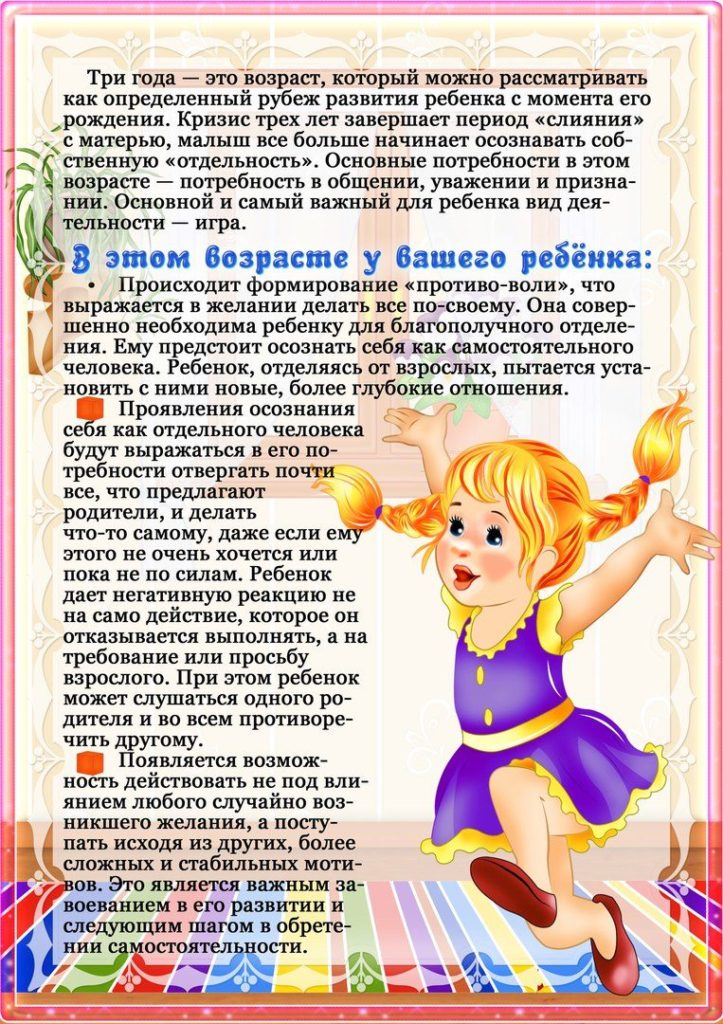 Три года — это возраст, который можно рассматривать
как определенный рубеж развития ребенка с момента его
рождения. Кризис трех лет завершает период «слияния»
с матерью, малыш все больше начинает осознавать соб-
ственную «отдельность». Основные потребности в этом
возрасте — потребность в общении, уважении и призна-
нии. Основной и самый важный для ребенка вид дея-
тельности — игра.
В этом возрасте у вашего ребёнка:
• Происходит формирование «противо-воли», что
выражается в желании делать все по-своему. Она совер-
шенно необходима ребенку для благополучного отделе-
ния. Ему предстоит осознать себя как самостоятельного
человека. Ребенок, отделяясь от взрослых, пытается уста-
новить с ними новые, более глубокие отношения.
Проявления осознания
себя как отдельного человека
будут выражаться в его по-
требности отвергать почти
все, что предлагают
родители, и делать
что-то самому, даже если ему
этого не очень хочется или
пока не по силам. Ребенок
дает негативную реакцию не
на само действие, которое он
отказывается выполнять, а на
требование или просьбу
взрослого. При этом ребенок
может слушаться одного ро-
дителя и во всем противоре-
чить другому.
Появляется возмож-
ность действовать не под вли-
янием любого случайно воз-
никшего желания, а посту-
пать исходя из других, более
сложных и стабильных моти-
вов. Это является важным за-
воеванием в его развитии и
следующим шагом в обрете-
нии самостоятельности.